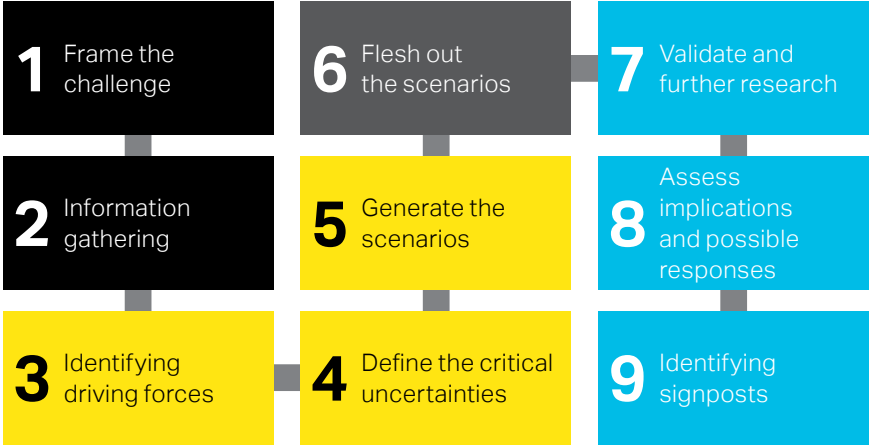 1
Frame the
challenge
2
Information
gathering
3
Identifying
driving forces
4
Define the critical
uncertainties
5
Generate the
scenarios
6
Flesh out
the scenarios
7
Validate and
further research
8
Assess
implications
and possible
responses
9
Identifying
signposts